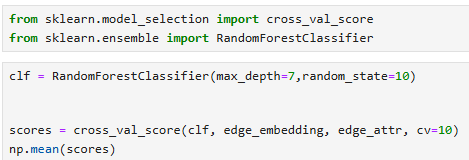 from sklearn.model_selection import cross_val_score
from sklearn.ensemble import RandomForestClassifier
clf = RandomForestClassifier(max_depth=7,random_state=10)
scores = cross_val_score(clf, edge_embedding, edge_attr, cv=10)
np.mean(scores)